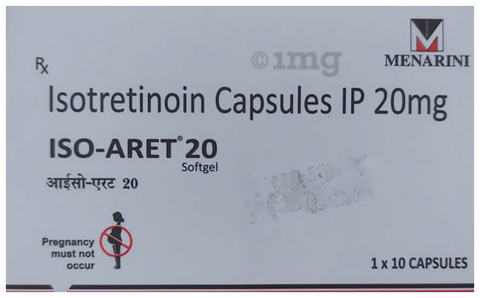 ©1mg
MENARINI
Rx
Isotretinoin Capsules IP 20mg
ISO-ARET® 20
Softgel
आईसो-एरट 20
Pregnancy
must not
occur
1 x 10 CAPSULES